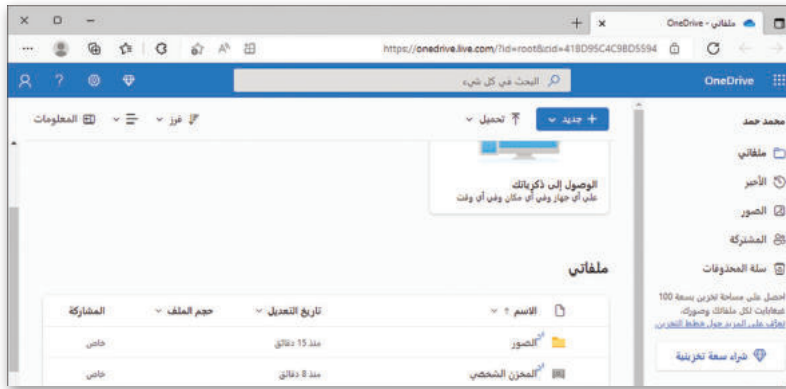 ملفاتي - OneDrive
https://onedrive.live.com/?id=root&cid=418D95C4C9BD5594
OneDrive
البحث في كل شيء
محمد حمد
ملفاتي
الأخير
الصور
المشتركة
سلة المحذوفات
احصل على مساحة تخزين بسعة 100
غيغابايت لكل ملفاتك وصورك.
تعرّف على المزيد حول خطط التخزين.
شراء سعة تخزينية
+ جديد
تحميل
فرز
المعلومات
الوصول إلى ذكرياتك
على أي جهاز وفي أي مكان وفي أي وقت
ملفاتي
الاسم ↑ تاريخ التعديل حجم الملف المشاركة
الصور منذ 15 دقائق خاص
المخزن الشخصي منذ 8 دقائق خاص